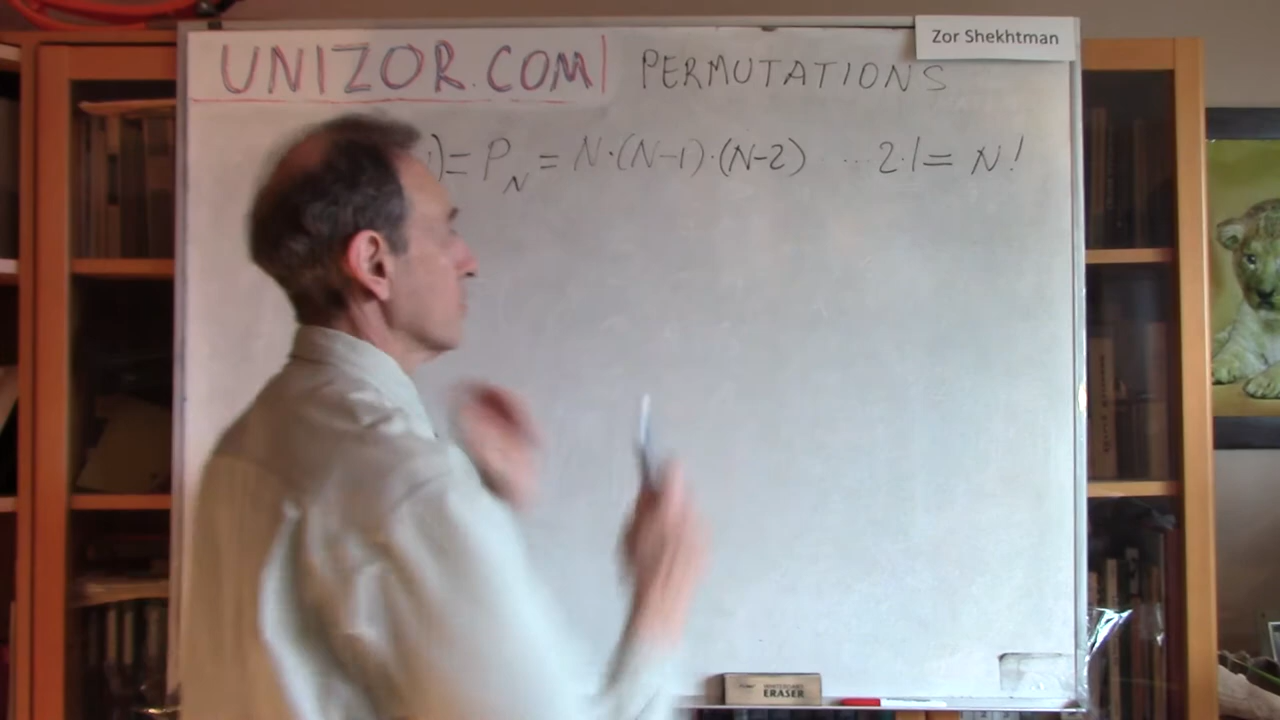 Zor Shekhtman
UNIZOR.COM PERMUTATIONS
)= P_N = N·(N-1)·(N-2) ... 2·1 = N!
ERASER